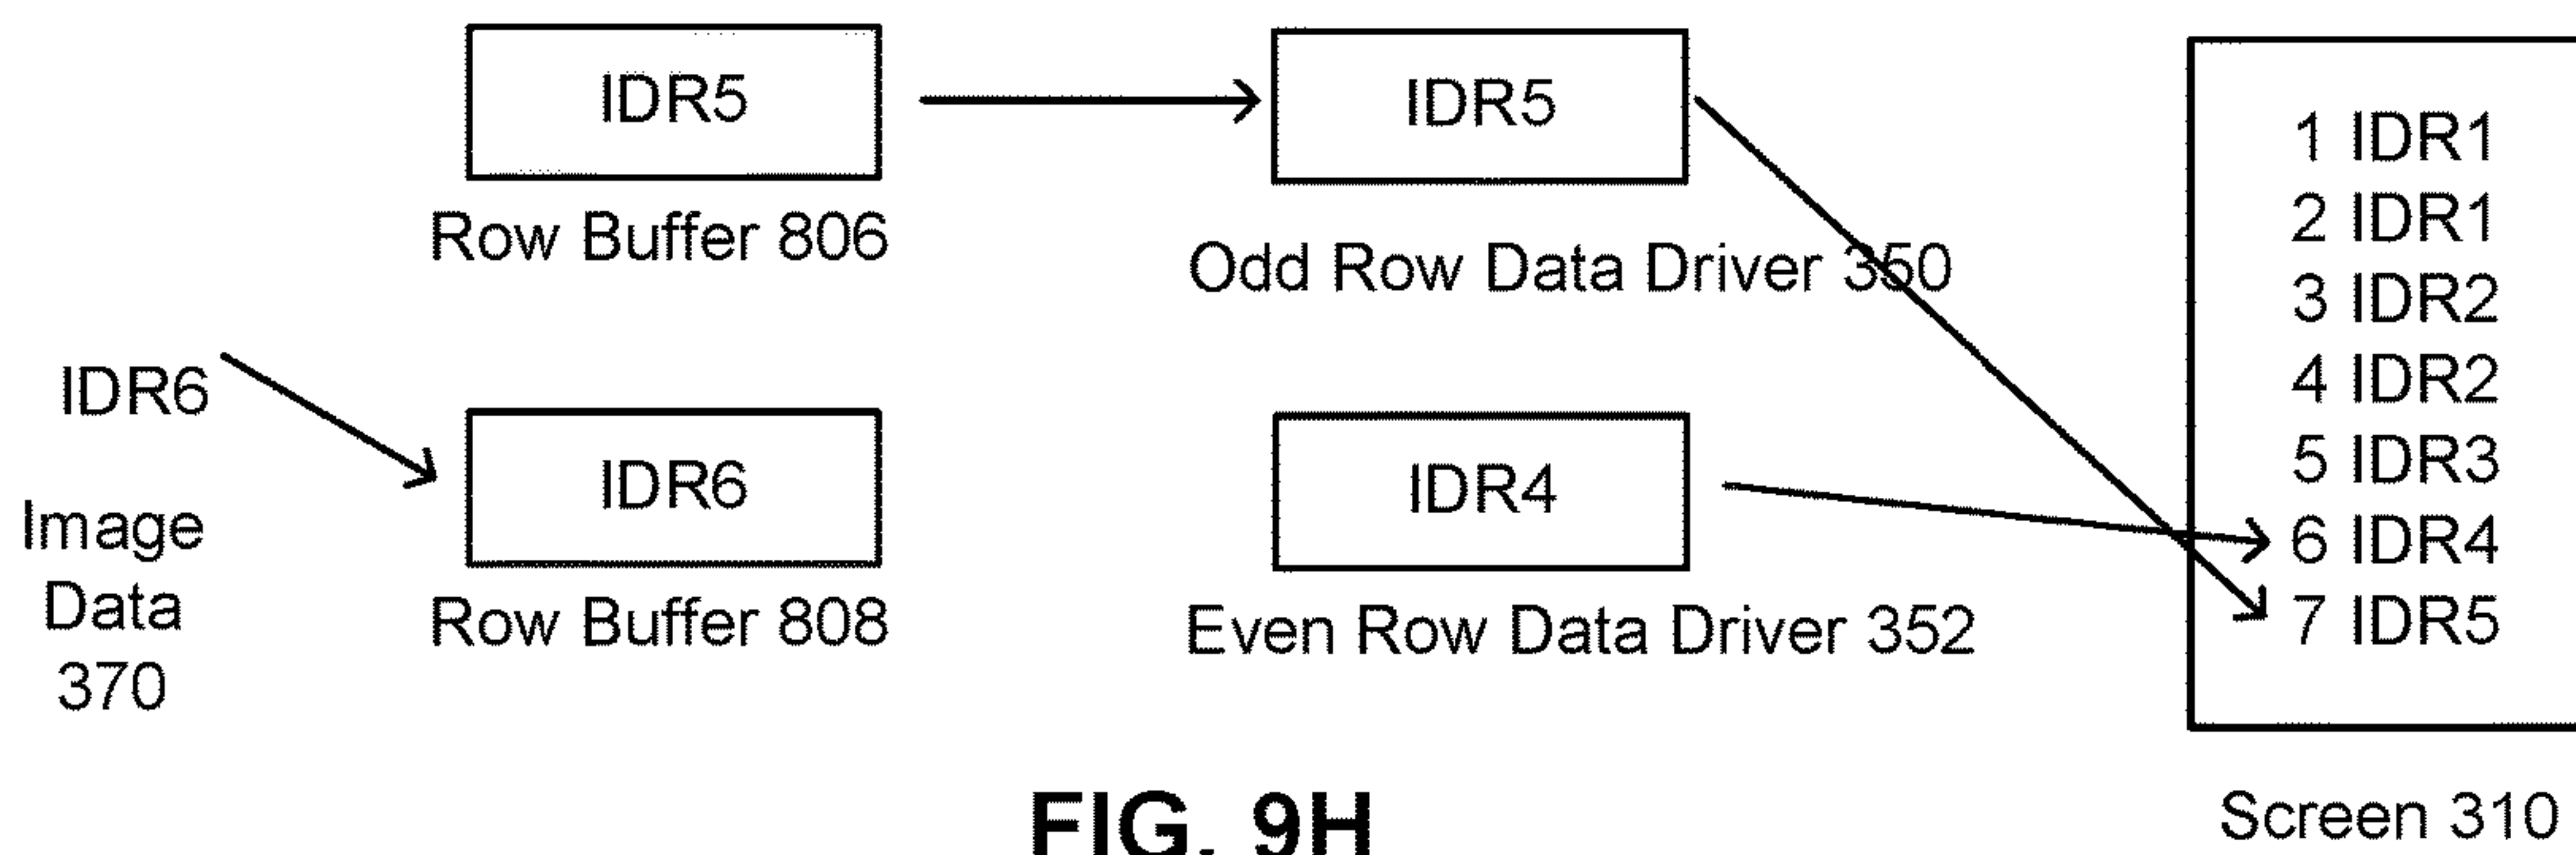 IDR5
Row Buffer 806
IDR5
Odd Row Data Driver 350
IDR6
Image
Data
370
IDR6
Row Buffer 808
IDR4
Even Row Data Driver 352
1 IDR1
2 IDR1
3 IDR2
4 IDR2
5 IDR3
6 IDR4
7 IDR5
Screen 310
FIG. 9H